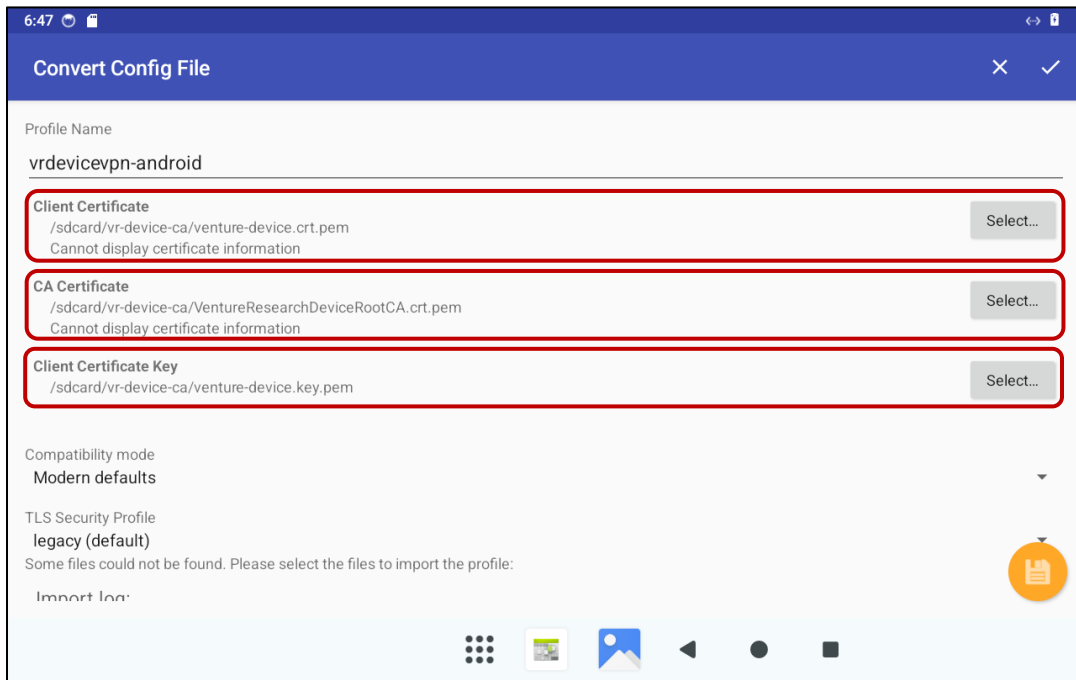 6:47
Convert Config File
Profile Name
vrdevicevpn-android
Client Certificate
/sdcard/vr-device-ca/venture-device.crt.pem
Select...
Cannot display certificate information
CA Certificate
/sdcard/vr-device-ca/VentureResearchDeviceRootCA.crt.pem
Select...
Cannot display certificate information
Client Certificate Key
/sdcard/vr-device-ca/venture-device.key.pem
Select...
Compatibility mode
Modern defaults
TLS Security Profile
legacy (default)
Some files could not be found. Please select the files to import the profile:
Import log: